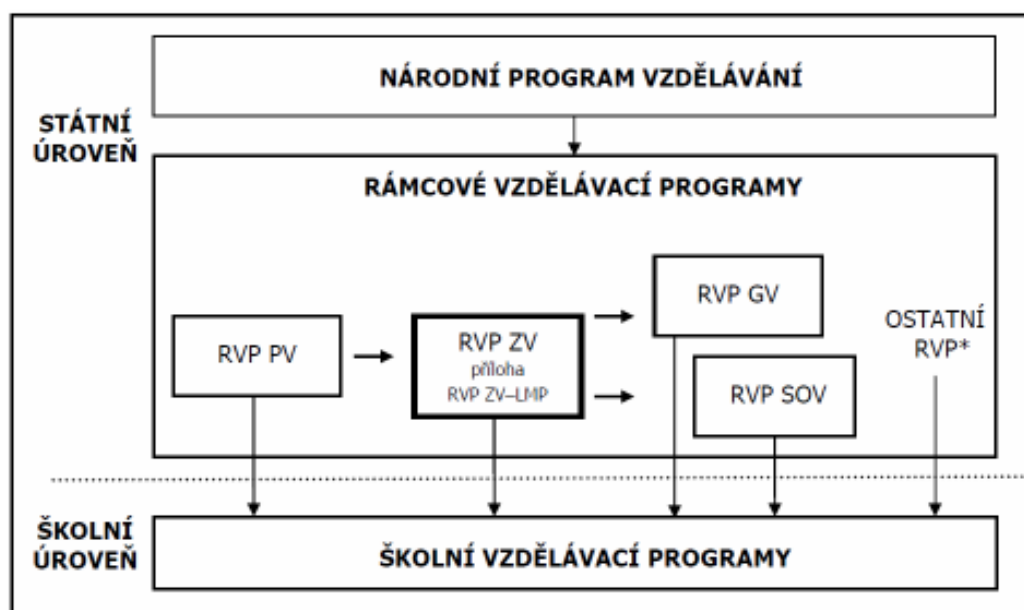 NÁRODNÍ PROGRAM VZDĚLÁVÁNÍ
STÁTNÍ
ÚROVEŇ
RÁMCOVÉ VZDĚLÁVACÍ PROGRAMY
RVP PV
RVP ZV
příloha
RVP ZV–LMP
RVP GV
RVP SOV
OSTATNÍ
RVP*
ŠKOLNÍ
ÚROVEŇ
ŠKOLNÍ VZDĚLÁVACÍ PROGRAMY